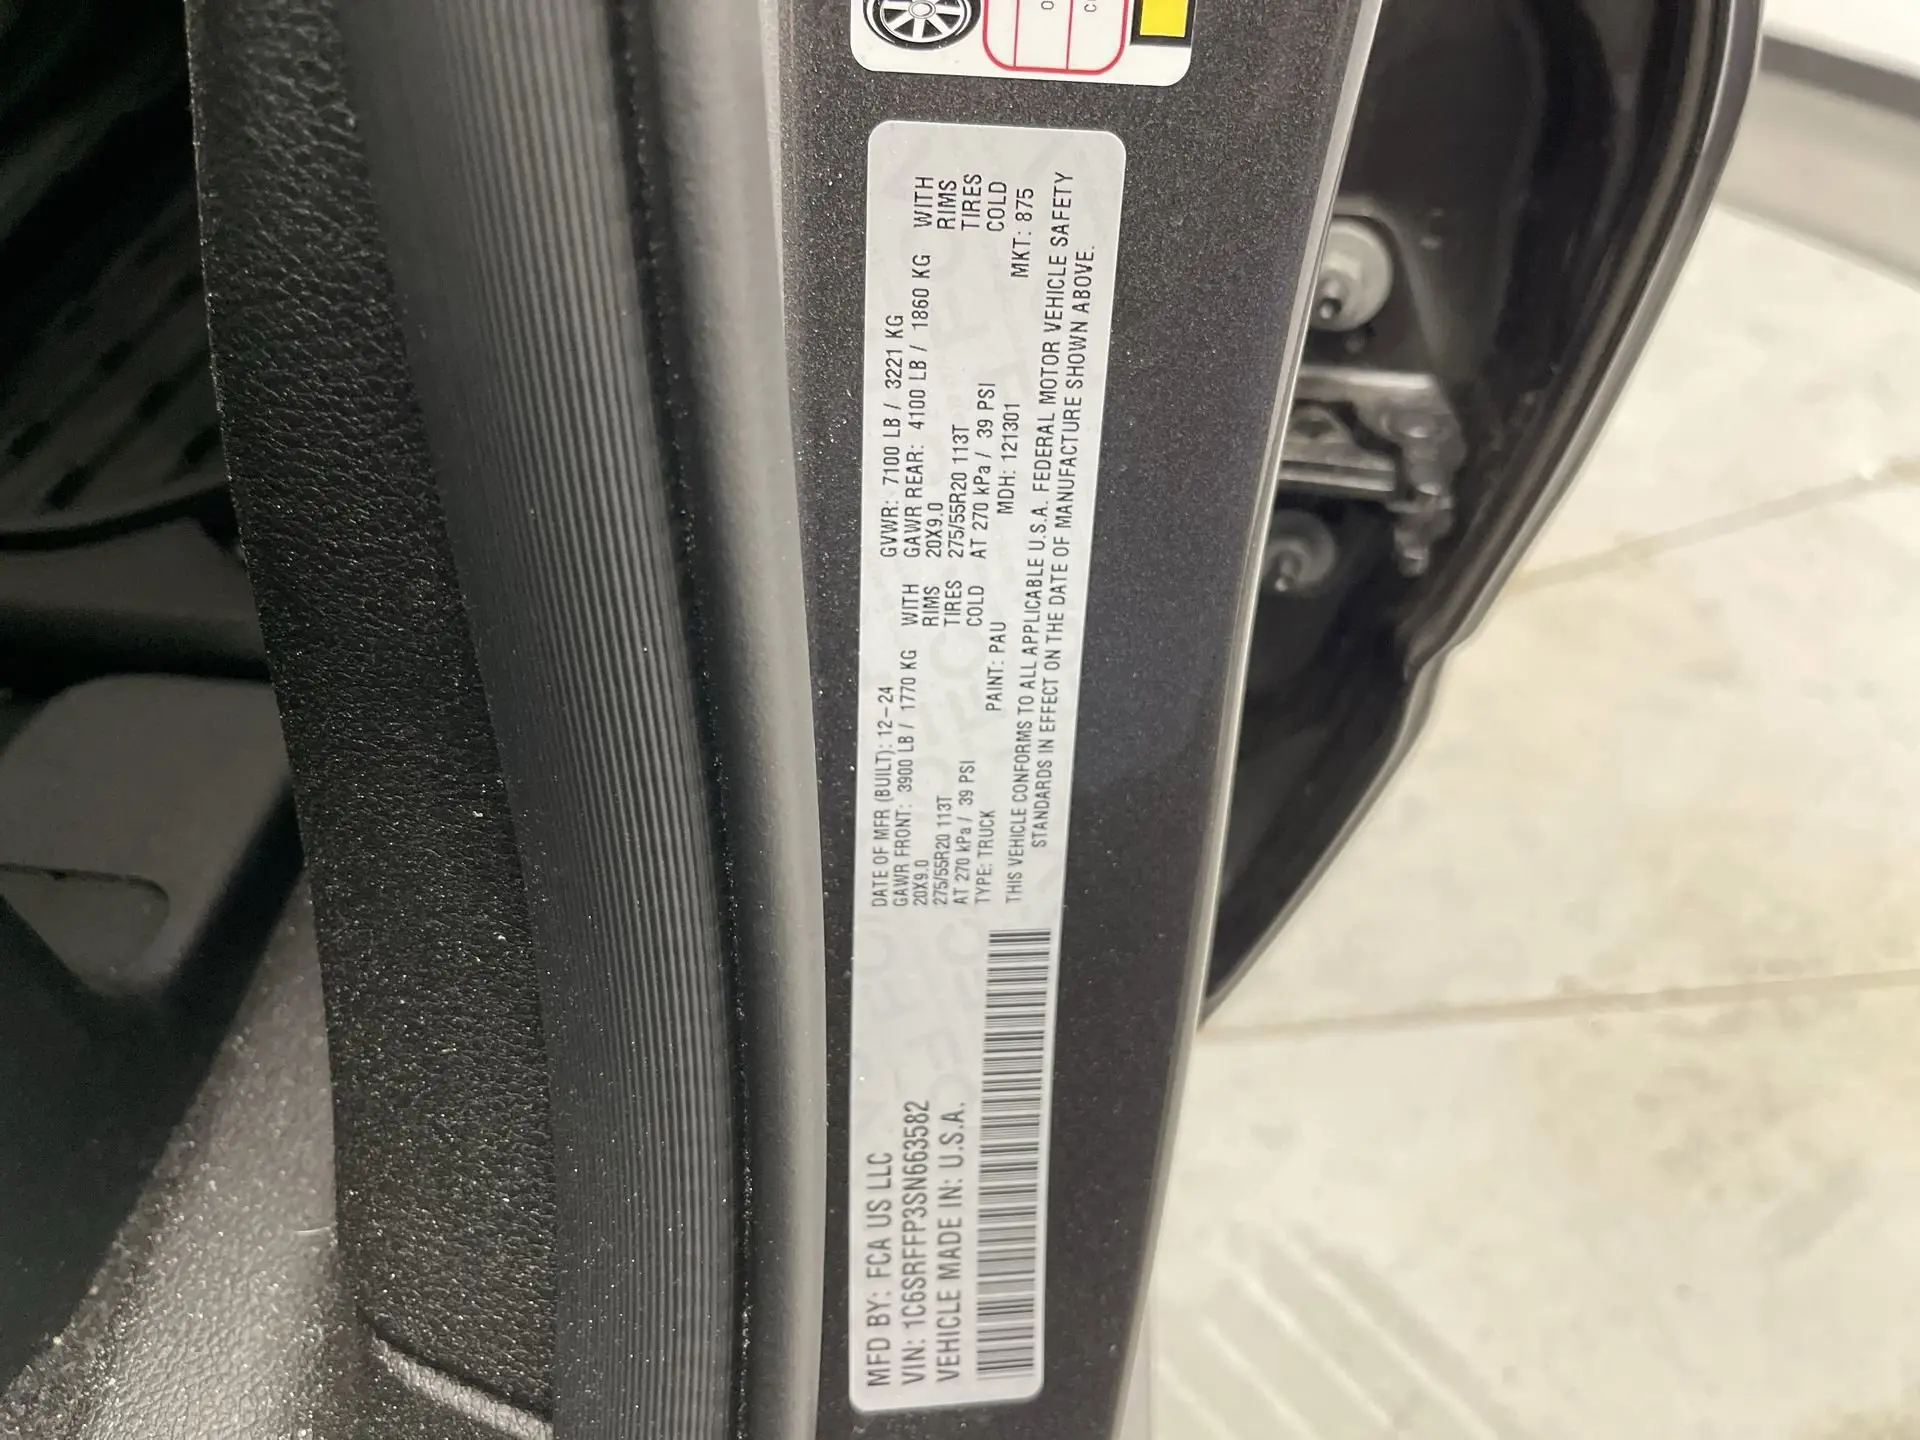 MFD BY: FCA US LLC
VIN: 1C6SRFFP3SN663582
VEHICLE MADE IN: U.S.A.
DATE OF MFR (BUILT): 12-24 GVWR: 7100 LB / 3221 KG
GAWR FRONT: 3900 LB / 1770 KG WITH GAWR REAR: 4100 LB / 1860 KG WITH
20X9.0 RIMS 20X9.0 RIMS
275/55R20 113T TIRES 275/55R20 113T TIRES
AT 270 kPa / 39 PSI COLD AT 270 kPa / 39 PSI COLD
TYPE: TRUCK PAINT: PAU MDH: 121301 MKT: 875
THIS VEHICLE CONFORMS TO ALL APPLICABLE U.S.A. FEDERAL MOTOR VEHICLE SAFETY
STANDARDS IN EFFECT ON THE DATE OF MANUFACTURE SHOWN ABOVE.